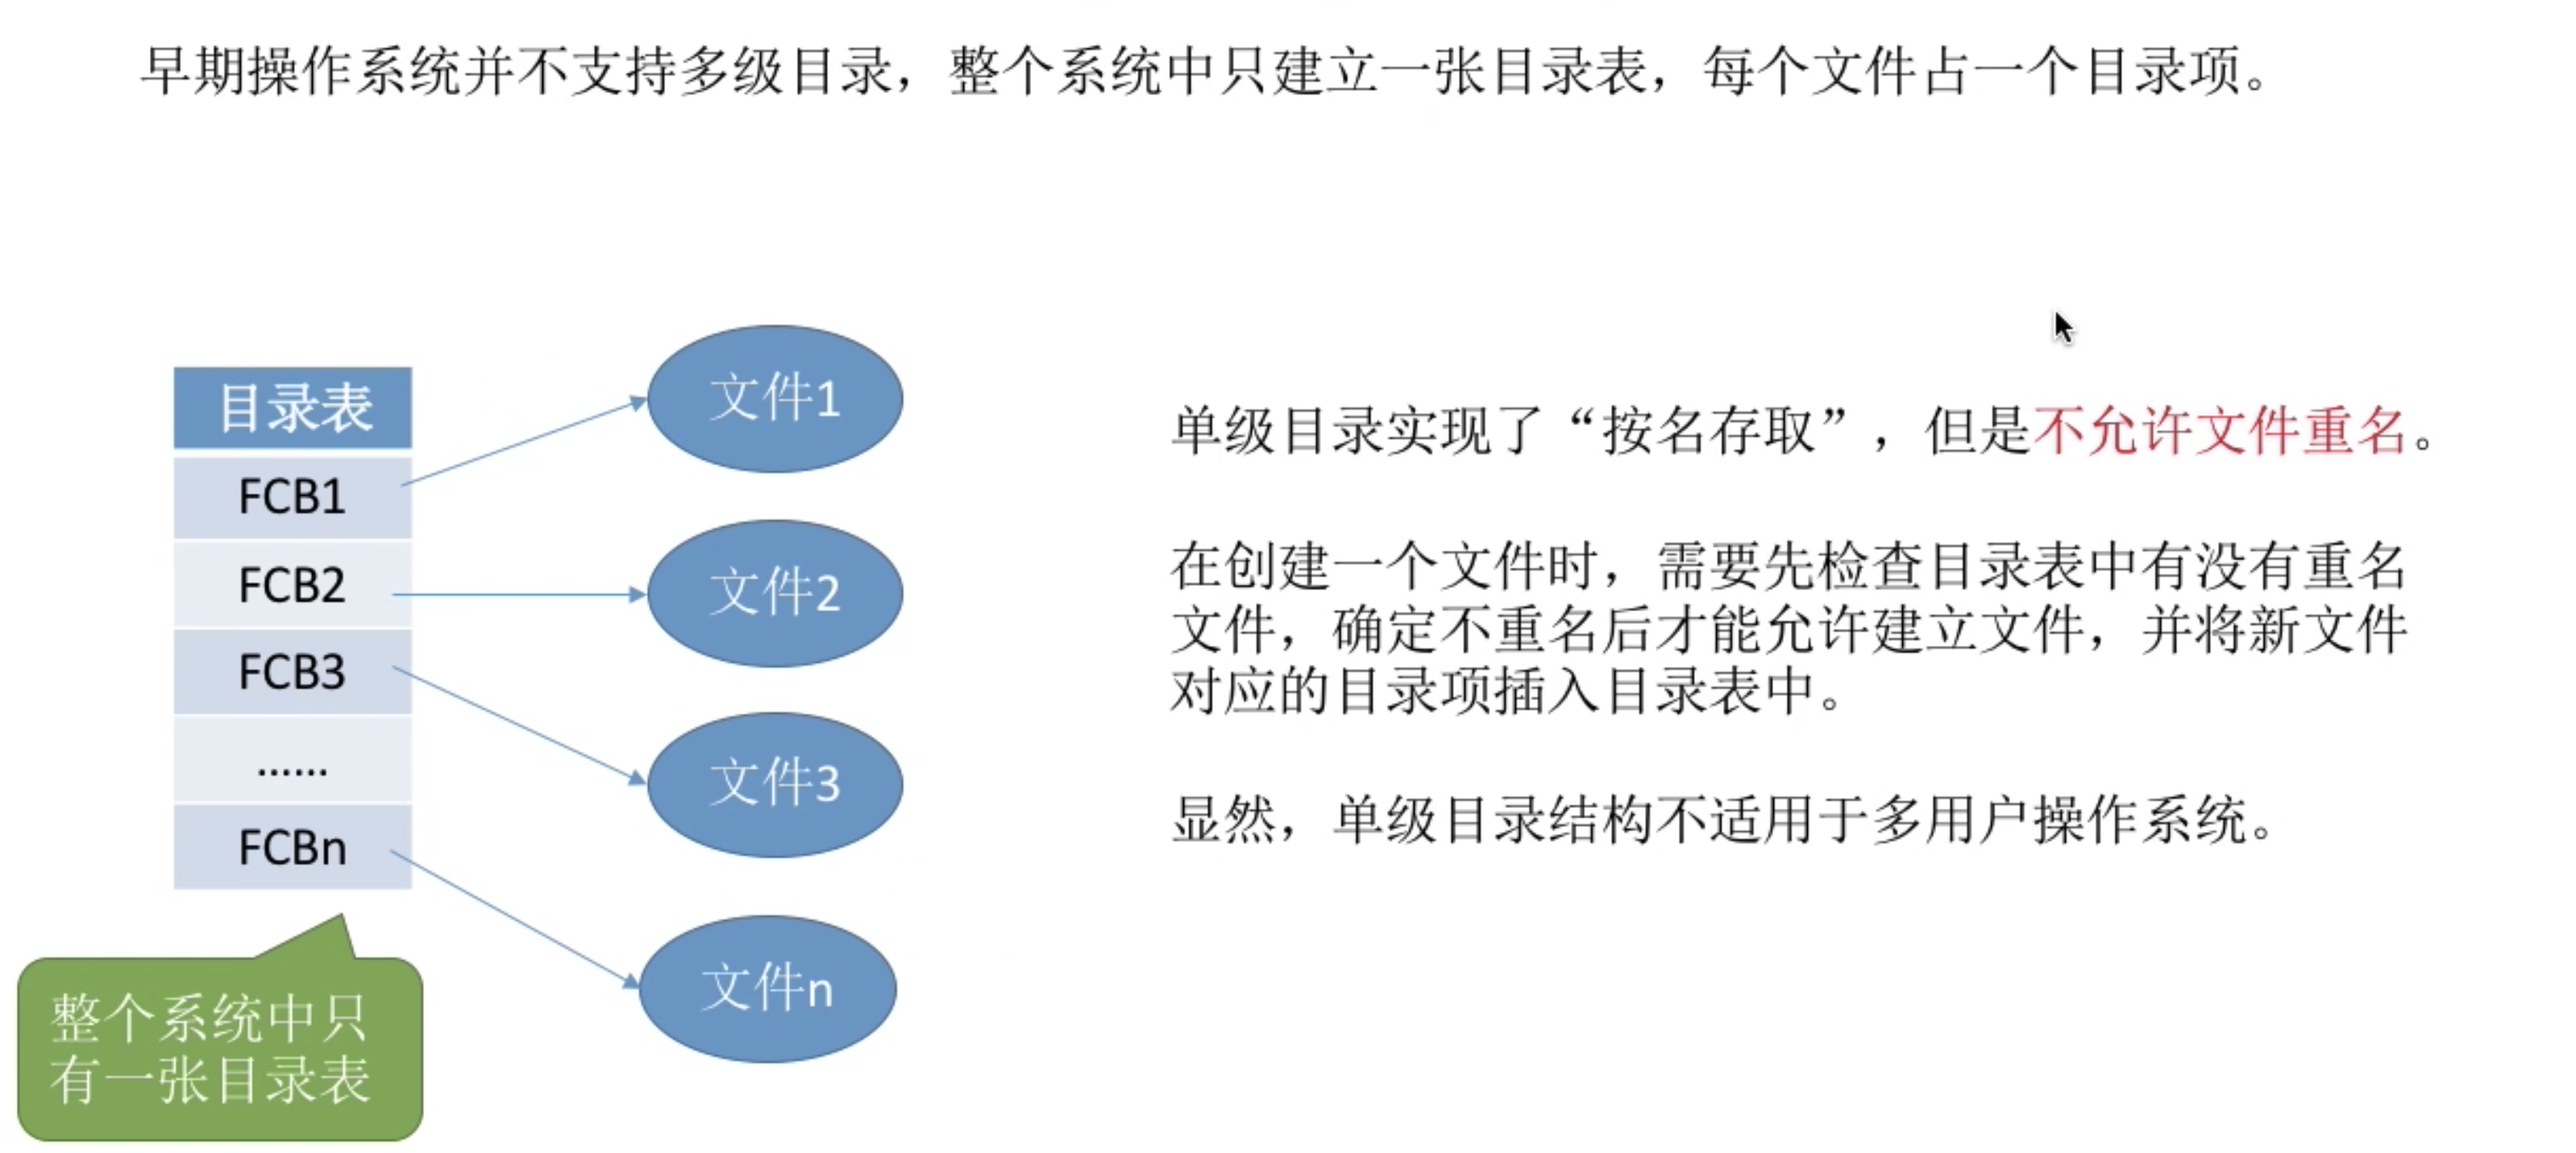 早期操作系统并不支持多级目录，整个系统中只建立一张目录表，每个文件占一个目录项。
目录表
FCB1
FCB2
FCB3
……
FCBn
文件1
文件2
文件3
文件n
整个系统中只
有一张目录表
单级目录实现了“按名存取”，但是不允许文件重名。
在创建一个文件时，需要先检查目录表中有没有重名
文件，确定不重名后才能允许建立文件，并将新文件
对应的目录项插入目录表中。
显然，单级目录结构不适用于多用户操作系统。